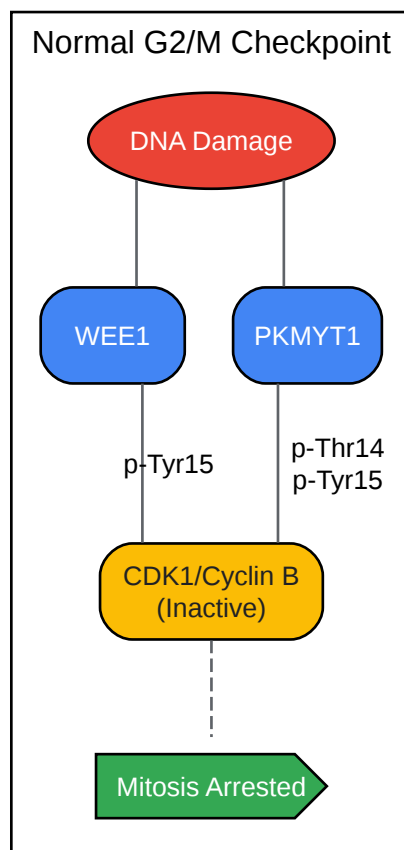 Normal G2/M Checkpoint
DNA Damage
WEE1
PKMYT1
p-Tyr15
p-Thr14
p-Tyr15
CDK1/Cyclin B
(Inactive)
Mitosis Arrested